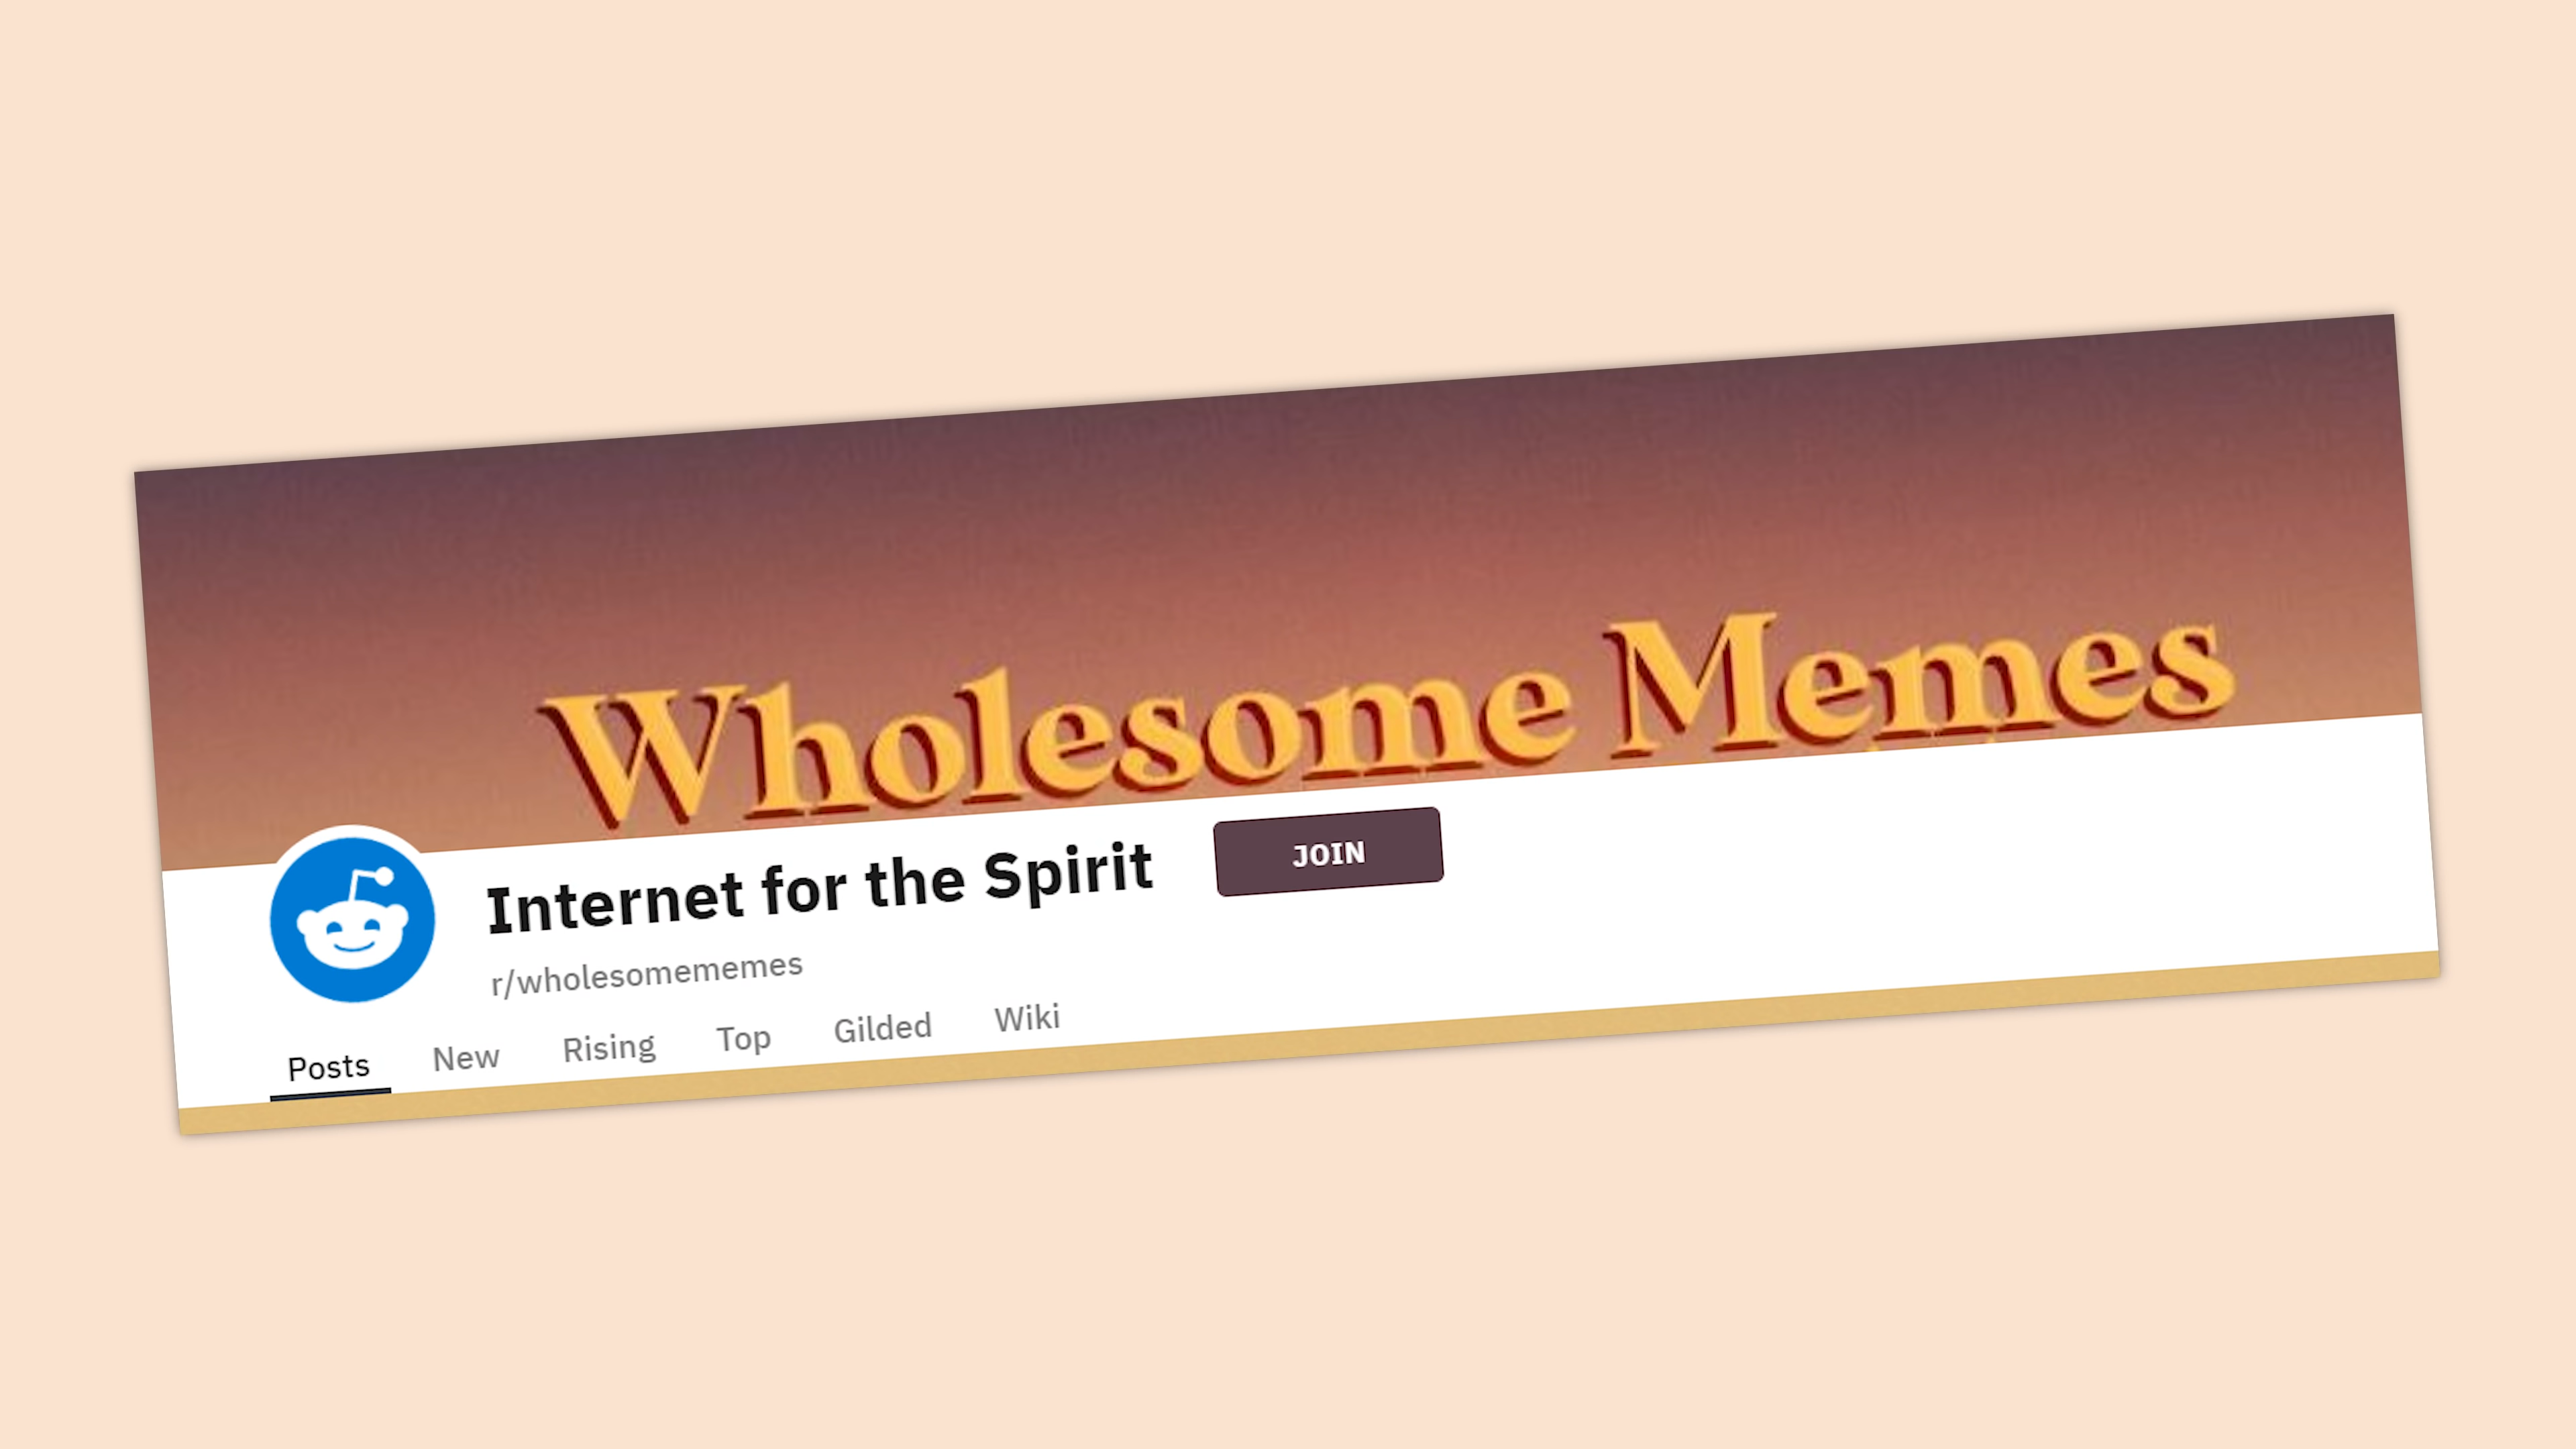 Wholesome Memes
Internet for the Spirit
JOIN
r/wholesomememes
Posts New Rising Top Gilded Wiki